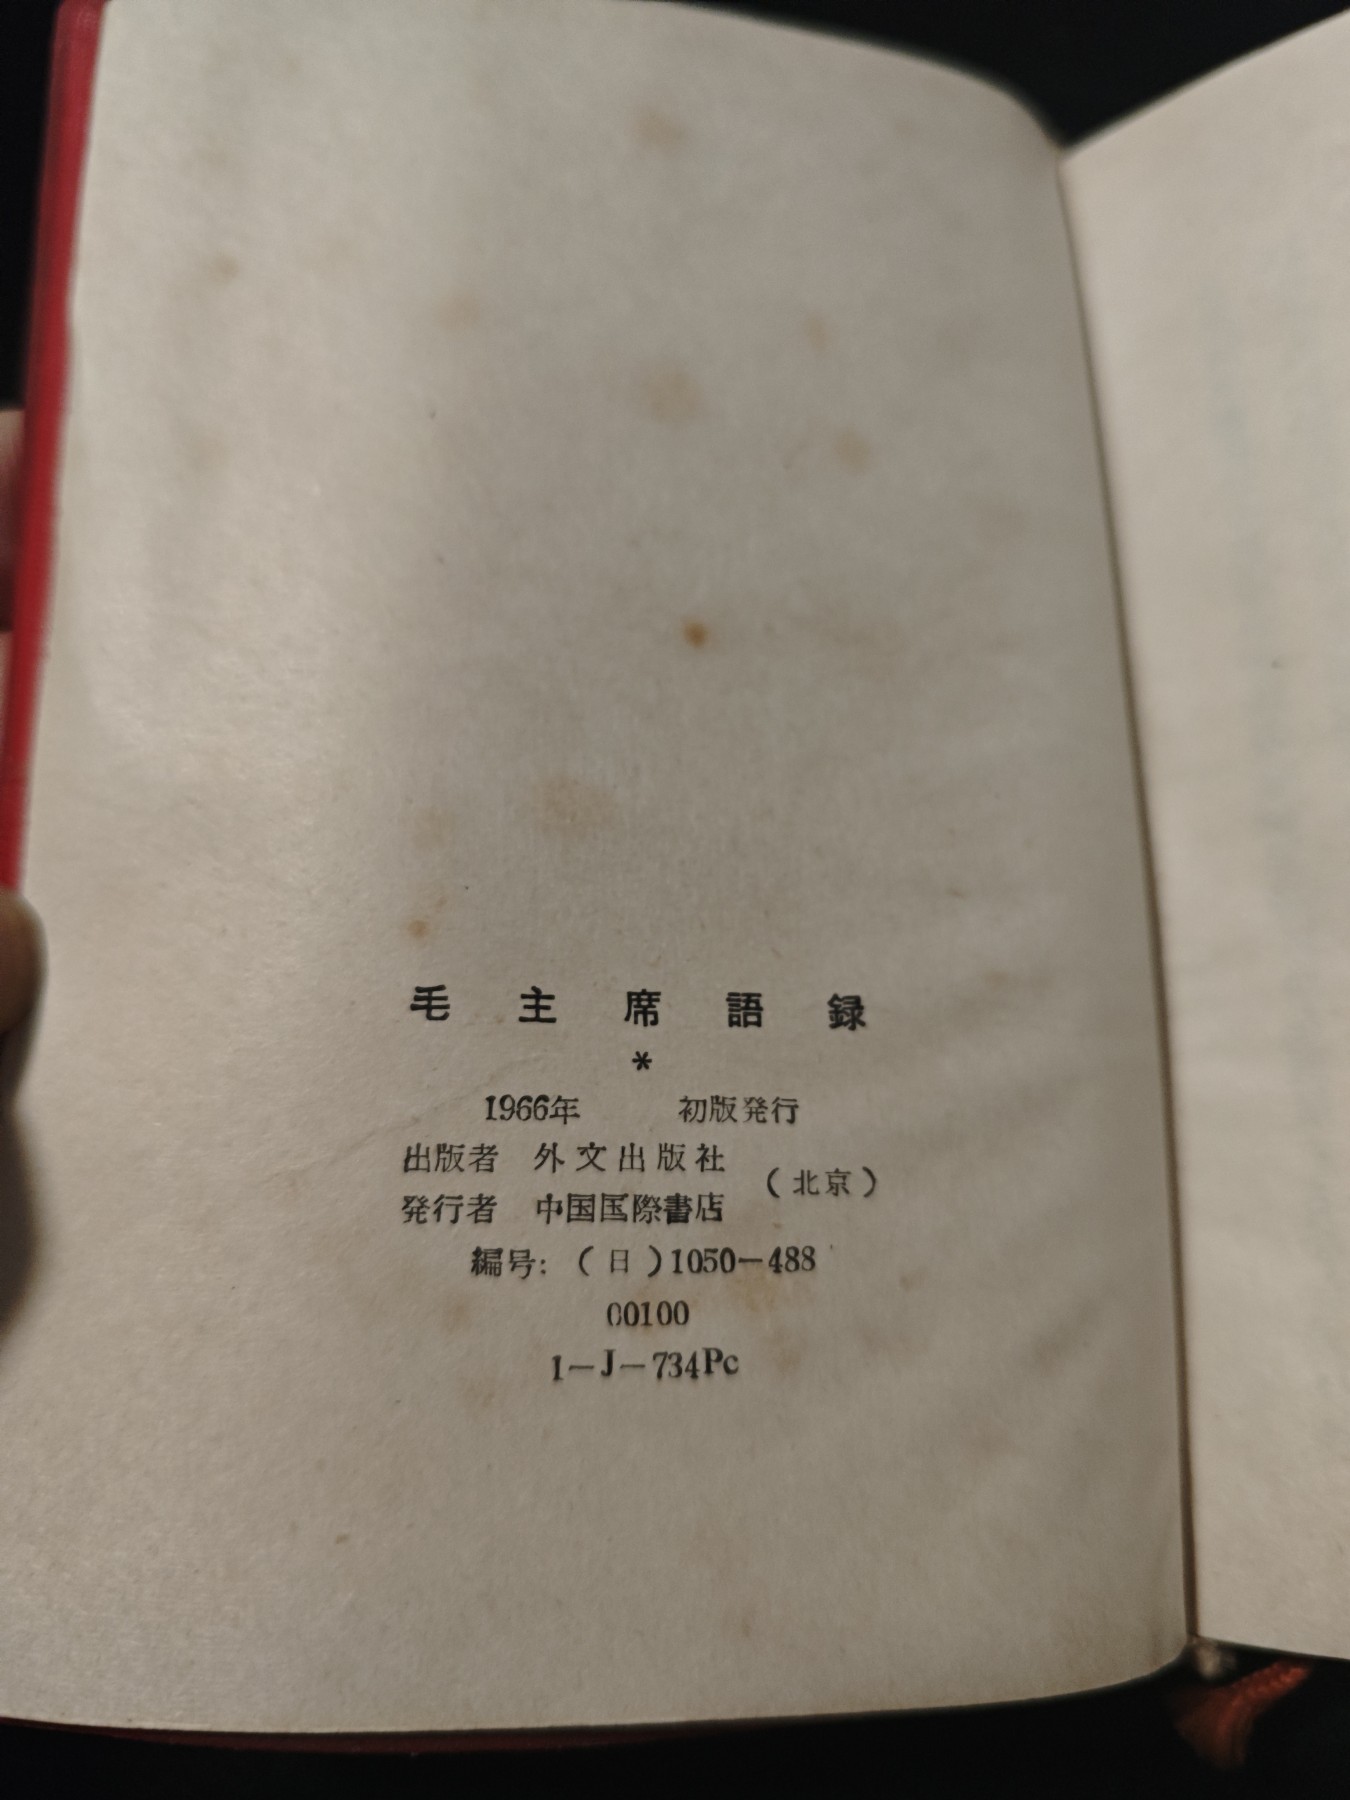 毛主席語録
*
1966年 初版発行
出版者 外文出版社
(北京)
発行者 中国国際書店
編号: (日)1050—488
00100
1—J—734Pc